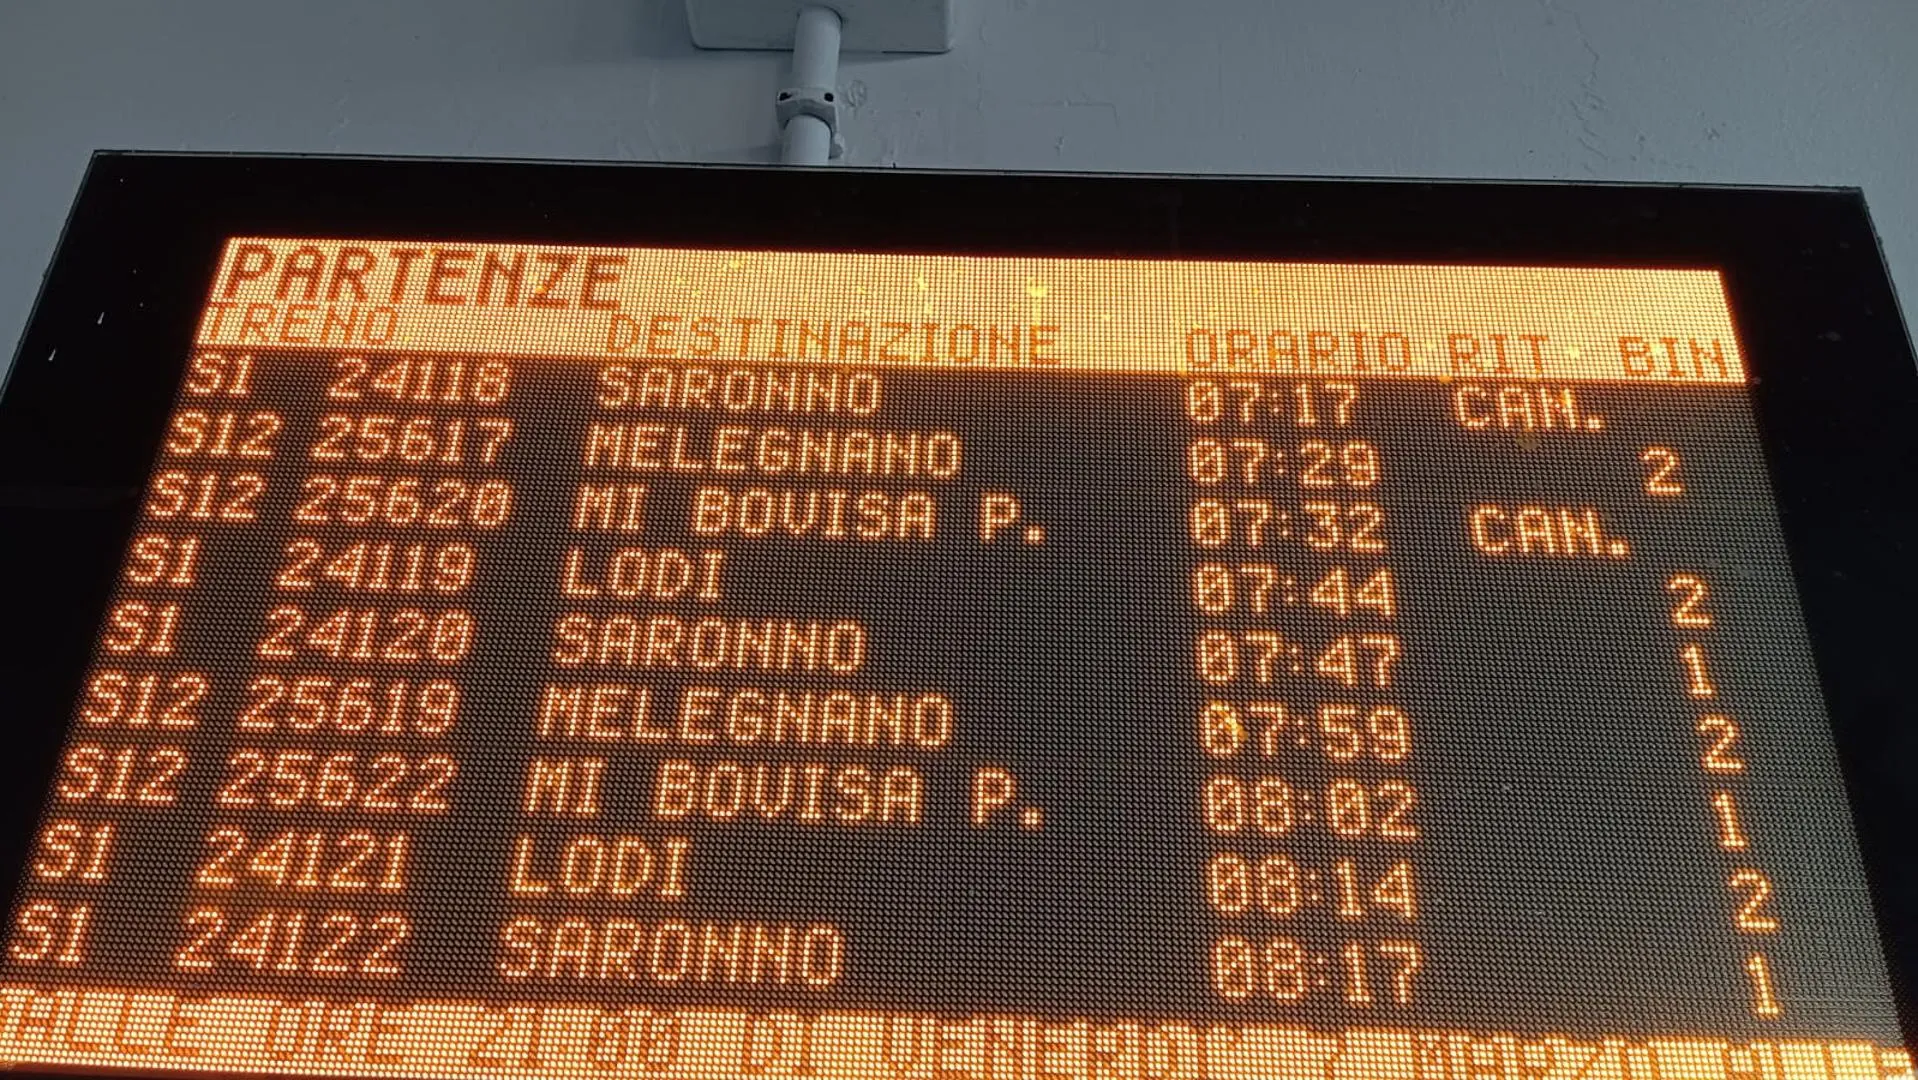 PARTENZE
TRENO DESTINAZIONE ORARIO RIT BIN
S1 24118 SARONNO 07:17 CAN.
S12 25617 MELEGNANO 07:29 2
S12 25620 MI BOVISA P. 07:32 CAN.
S1 24119 LODI 07:44 2
S1 24120 SARONNO 07:47 1
S12 25619 MELEGNANO 07:59 2
S12 25622 MI BOVISA P. 08:02 1
S1 24121 LODI 08:14 2
S1 24122 SARONNO 08:17 1
ALLE ORE 21 00 DI VENERDI' 7 MARZO